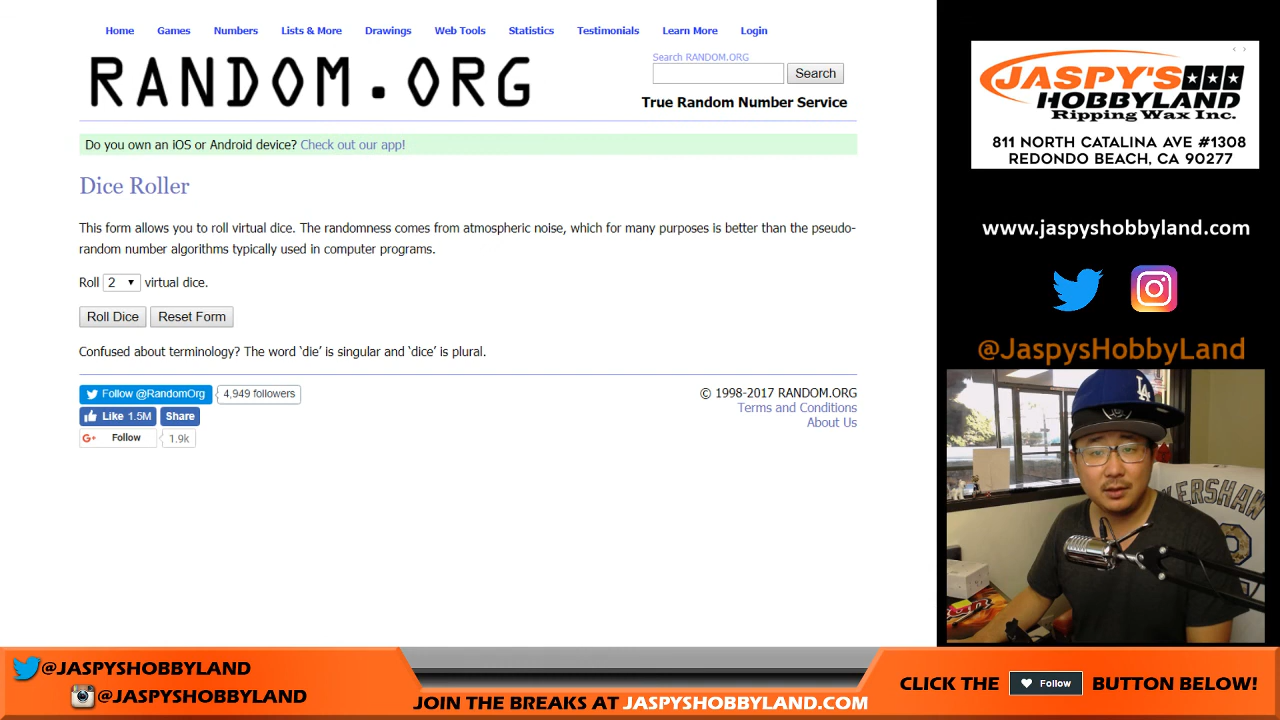 Home Games Numbers Lists & More Drawings Web Tools Statistics Testimonials Learn More Login
RANDOM.ORG
Search RANDOM.ORG
Search
True Random Number Service
Do you own an iOS or Android device? Check out our app!
Dice Roller
This form allows you to roll virtual dice. The randomness comes from atmospheric noise, which for many purposes is better than the pseudo-
random number algorithms typically used in computer programs.
Roll 2 virtual dice.
Roll Dice Reset Form
Confused about terminology? The word ‘die’ is singular and ‘dice’ is plural.
Follow @RandomOrg 4,949 followers
Like 1.5M Share
G+ Follow 1.9k
© 1998-2017 RANDOM.ORG
Terms and Conditions
About Us
JASPY'S
HOBBYLAND
Ripping Wax Inc.
811 NORTH CATALINA AVE #1308
REDONDO BEACH, CA 90277
www.jaspyshobbyland.com
@JaspysHobbyLand
LA
KERSHAW
@JASPYSHOBBYLAND
@JASPYSHOBBYLAND
JOIN THE BREAKS AT JASPYSHOBBYLAND.COM
CLICK THE Follow BUTTON BELOW!